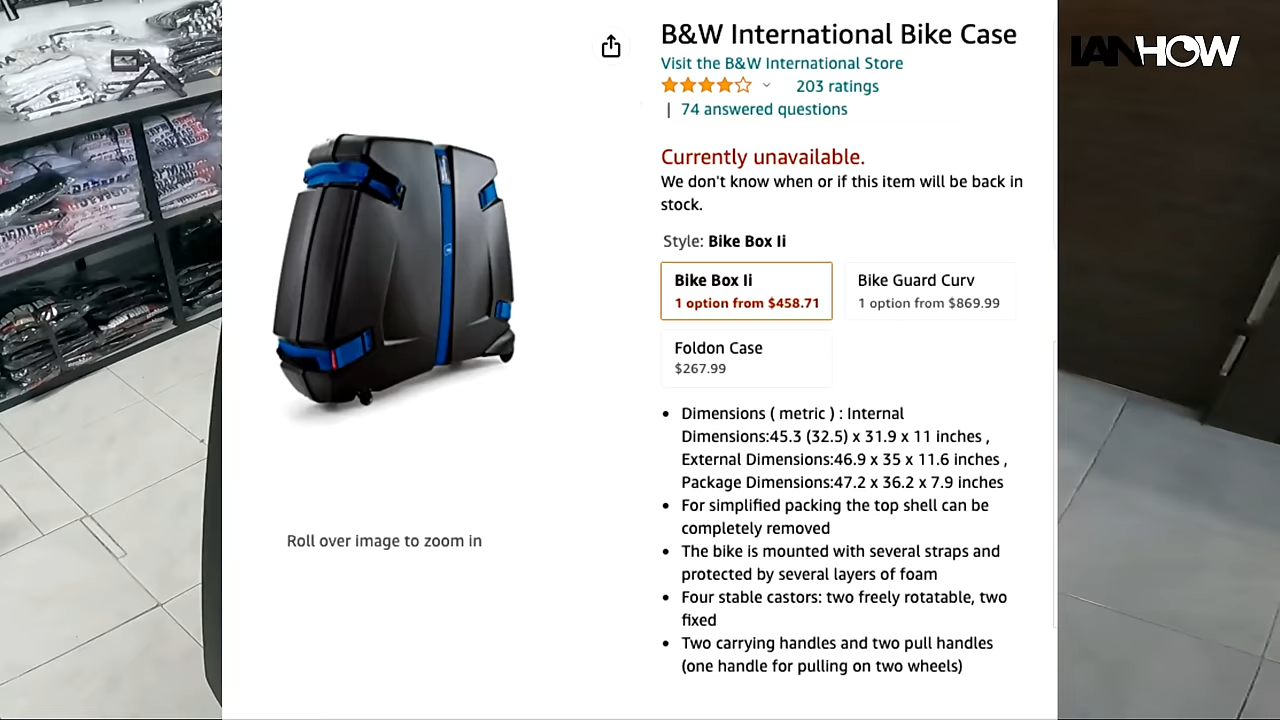 IANHOW
B&W International Bike Case
Visit the B&W International Store
203 ratings
| 74 answered questions
Currently unavailable.
We don't know when or if this item will be back in
stock.
Style: Bike Box Ii
Bike Box Ii
1 option from $458.71
Bike Guard Curv
1 option from $869.99
Foldon Case
$267.99
• Dimensions ( metric ) : Internal
Dimensions:45.3 (32.5) x 31.9 x 11 inches ,
External Dimensions:46.9 x 35 x 11.6 inches ,
Package Dimensions:47.2 x 36.2 x 7.9 inches
• For simplified packing the top shell can be
completely removed
• The bike is mounted with several straps and
protected by several layers of foam
• Four stable castors: two freely rotatable, two
fixed
• Two carrying handles and two pull handles
(one handle for pulling on two wheels)
Roll over image to zoom in